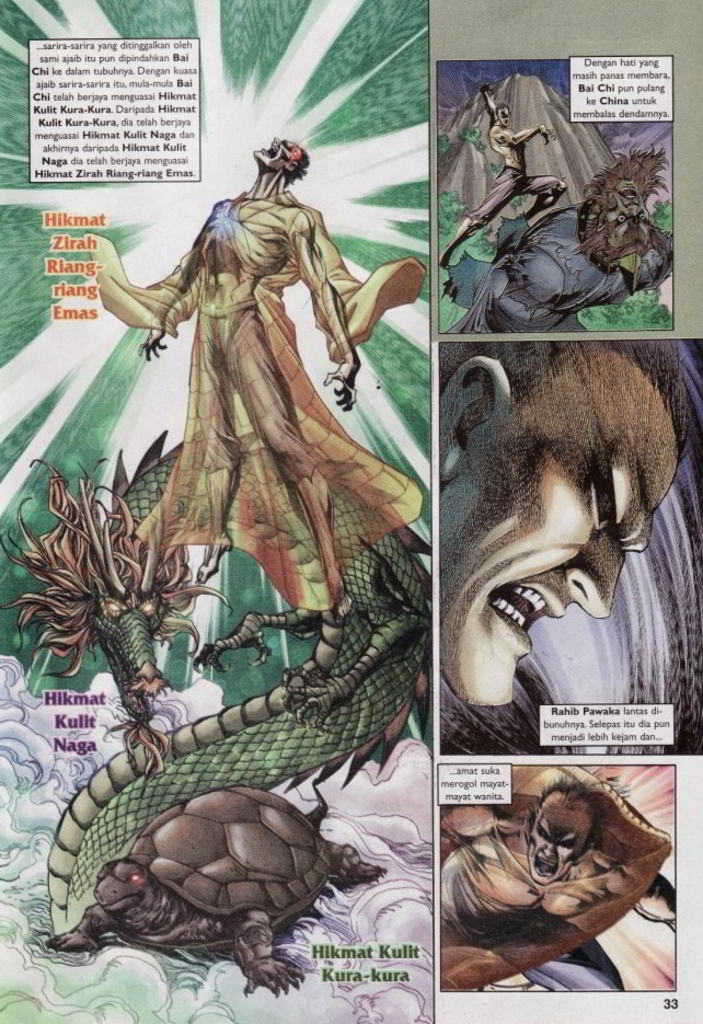 ...sarira-sarira yang ditinggalkan oleh
sami ajaib itu pun dipindahkan Bai
Chi ke dalam tubuhnya. Dengan kuasa
ajaib sarira-sarira itu, mula-mula Bai
Chi telah berjaya menguasai Hikmat
Kulit Kura-Kura. Daripada Hikmat
Kulit Kura-Kura, dia telah berjaya
menguasai Hikmat Kulit Naga dan
akhirnya daripada Hikmat Kulit
Naga dia telah berjaya menguasai
Hikmat Zirah Riang-riang Emas.
Hikmat
Zirah
Riang-
riang
Emas
Hikmat
Kulit
Naga
Hikmat Kulit
Kura-kura
Dengan hati yang
masih panas membara,
Bai Chi pun pulang
ke China untuk
membalas dendamnya.
Rahib Pawaka lantas di-
bunuhnya. Selepas itu dia pun
menjadi lebih kejam dan...
...amat suka
merogol mayat-
mayat wanita.
33